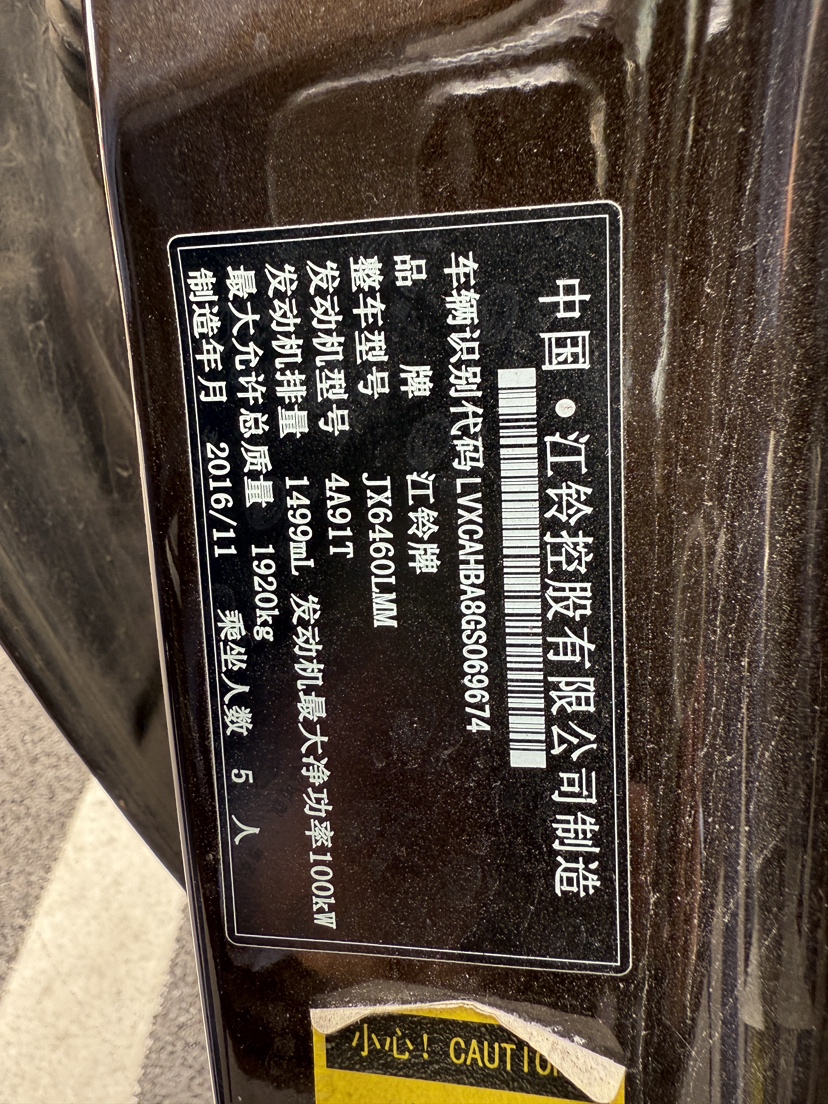 中国·江铃控股有限公司制造
车辆识别代码 LVXCAHBA8GS069674
品 牌 江铃牌
整车型号 JX6460LMM
发动机型号 4A91T
发动机排量 1499mL 发动机最大净功率100kW
最大允许总质量 1920kg
制造年月 2016/11 乘坐人数 5 人
小心! CAUTIO